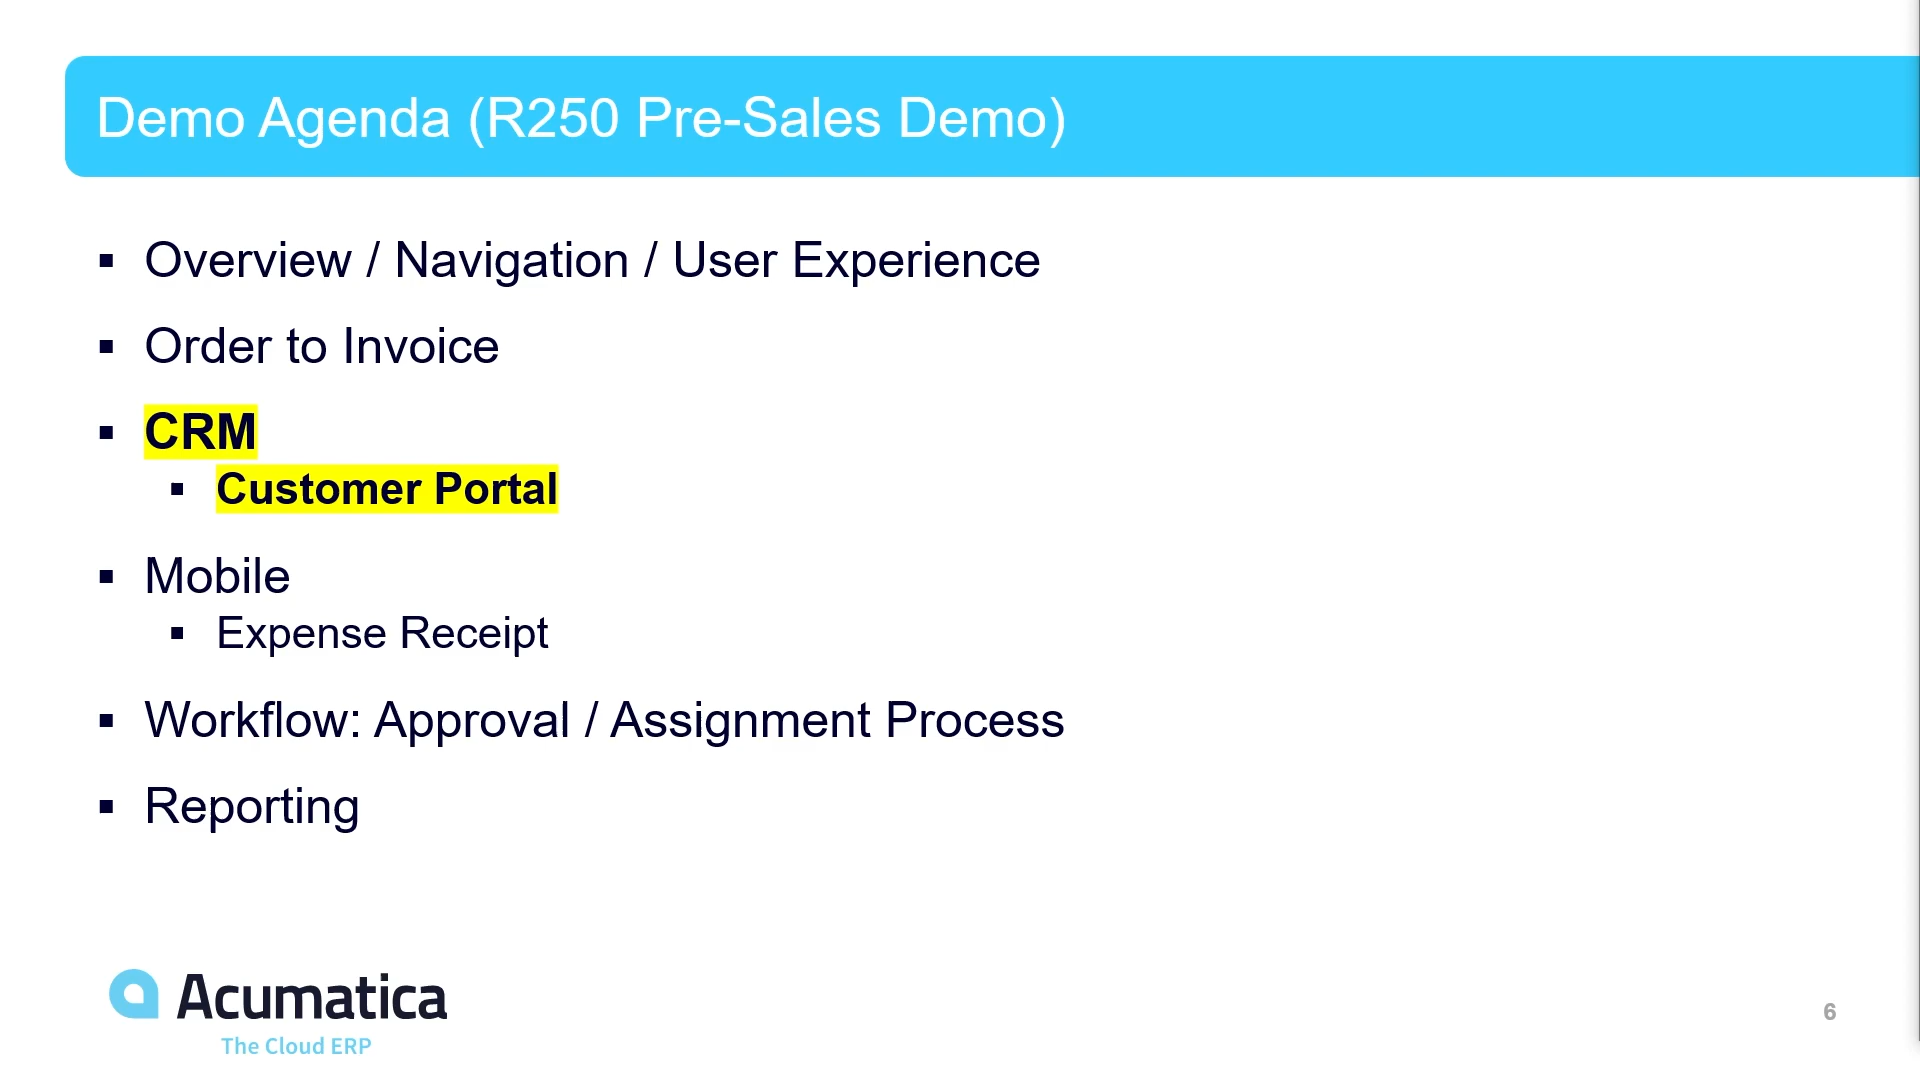 Demo Agenda (R250 Pre-Sales Demo)
▪ Overview / Navigation / User Experience
▪ Order to Invoice
▪ CRM
▪ Customer Portal
▪ Mobile
▪ Expense Receipt
▪ Workflow: Approval / Assignment Process
▪ Reporting
Acumatica
The Cloud ERP
6